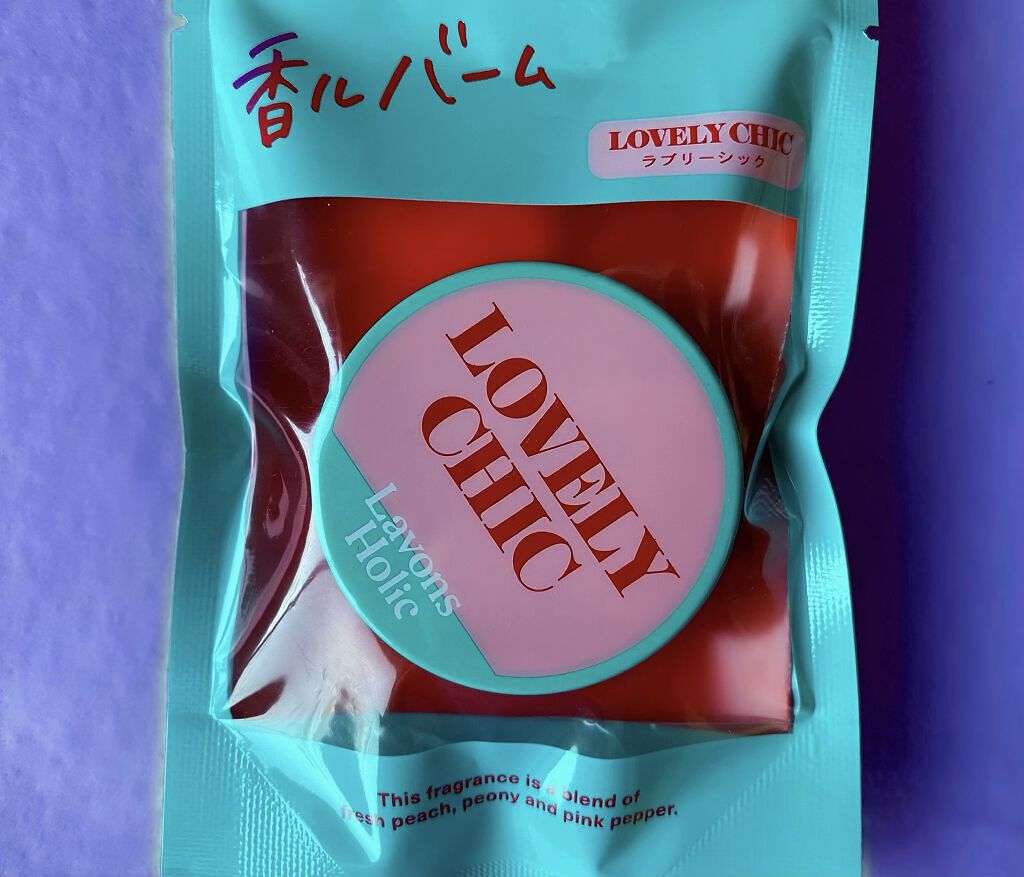 香ルバーム
LOVELY CHIC
ラブリーシック
LOVELY
CHIC
Lavons
Holic
This fragrance is a blend of
fresh peach, peony and pink pepper.